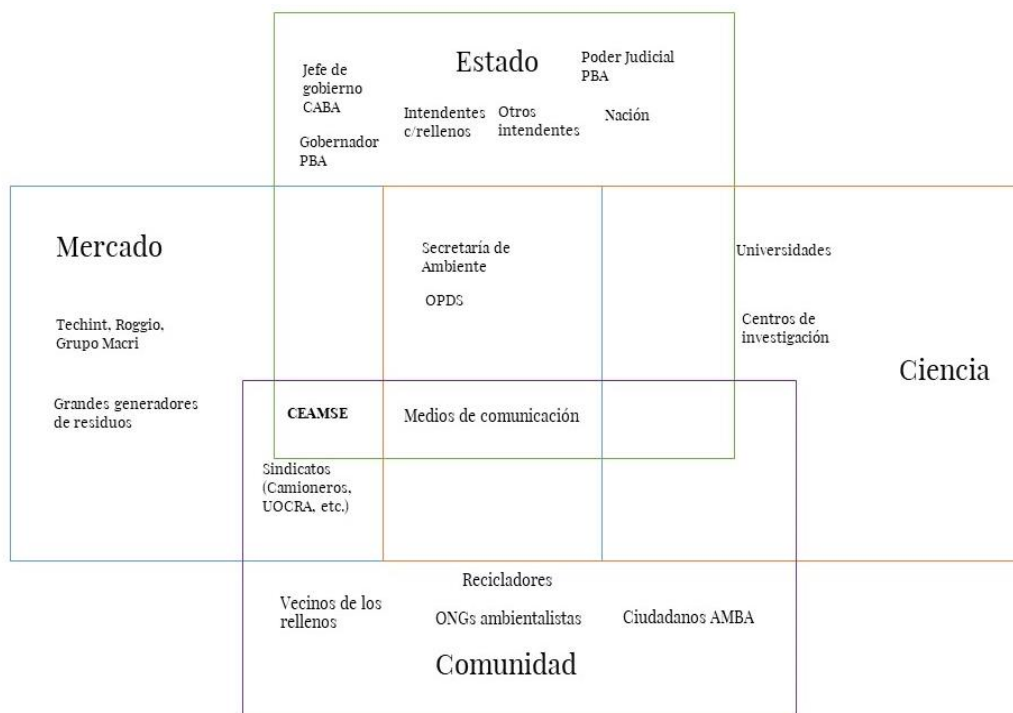 Estado
Jefe de
gobierno
CABA
Gobernador
PBA
Intendentes
c/rellenos
Otros
intendentes
Poder Judicial
PBA
Nación
Mercado
Techint, Roggio,
Grupo Macri
Grandes generadores
de residuos
Secretaría de
Ambiente
OPDS
Universidades
Centros de
investigación
Ciencia
CEAMSE
Medios de comunicación
Sindicatos
(Camioneros,
UOCRA, etc.)
Vecinos de los
rellenos
Recicladores
ONGs ambientalistas
Ciudadanos AMBA
Comunidad